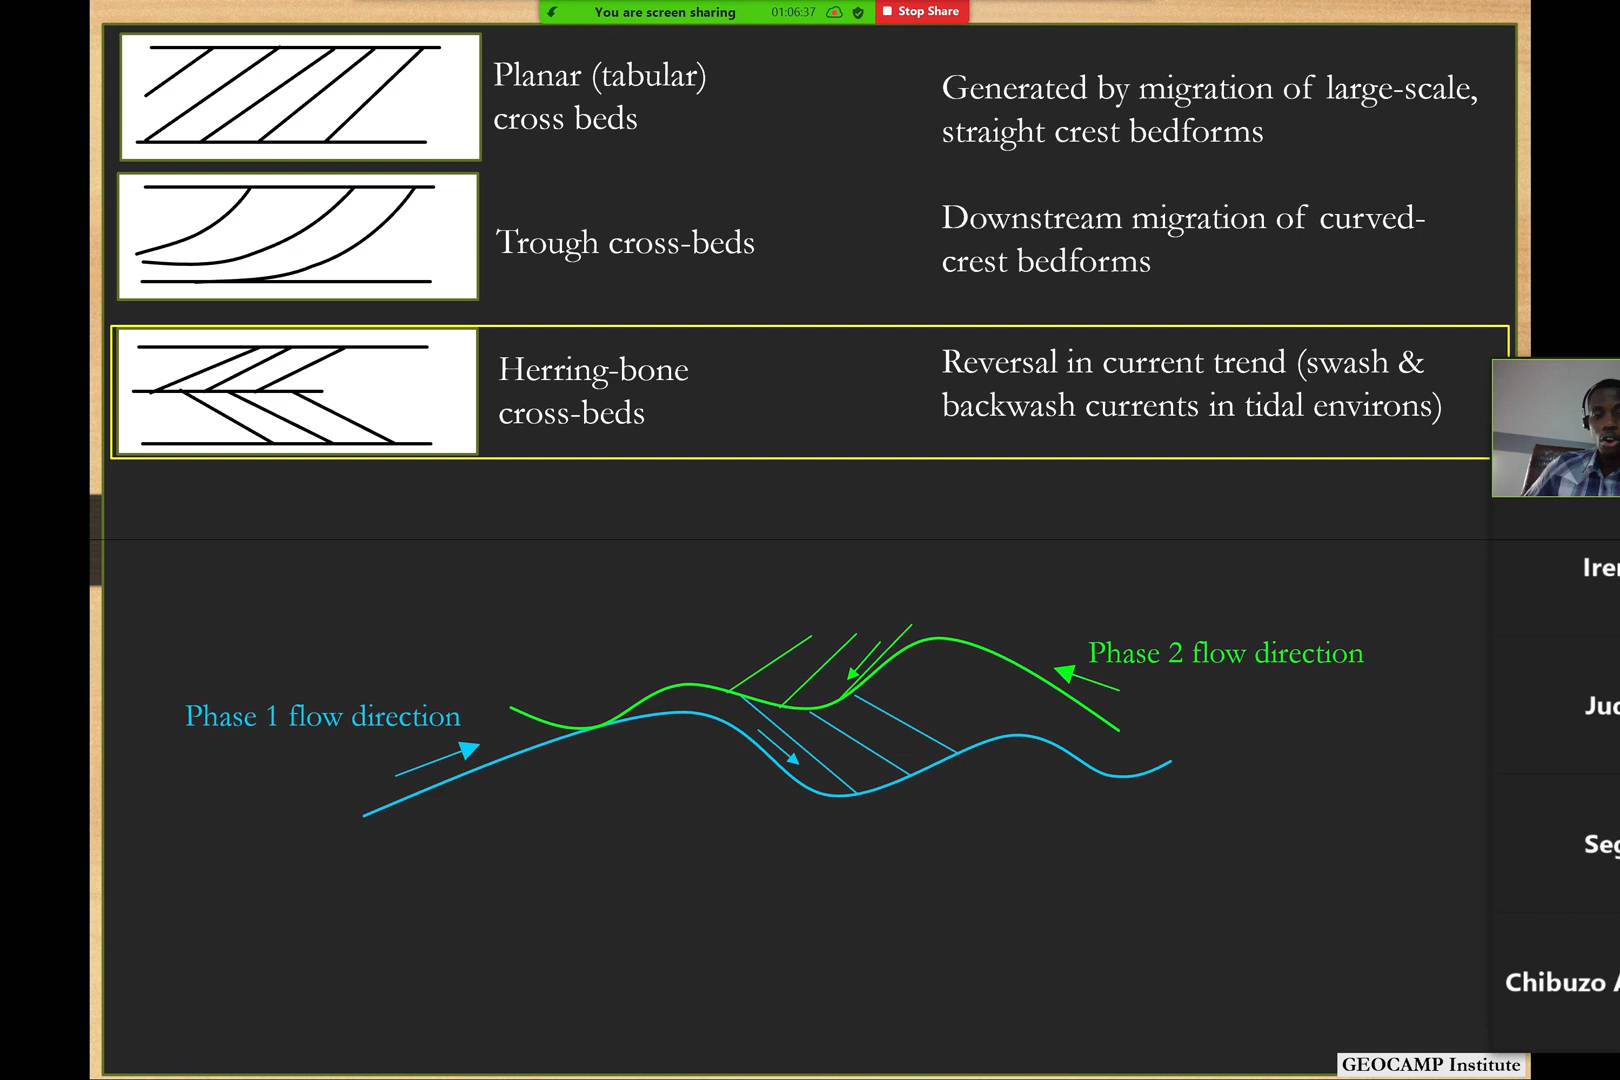 You are screen sharing
01:06:37
Stop Share
Planar (tabular)
cross beds
Generated by migration of large-scale,
straight crest bedforms
Trough cross-beds
Downstream migration of curved-
crest bedforms
Herring-bone
cross-beds
Reversal in current trend (swash &
backwash currents in tidal environs)
Phase 2 flow direction
Phase 1 flow direction
Chibuzo
GEOCAMP Institute